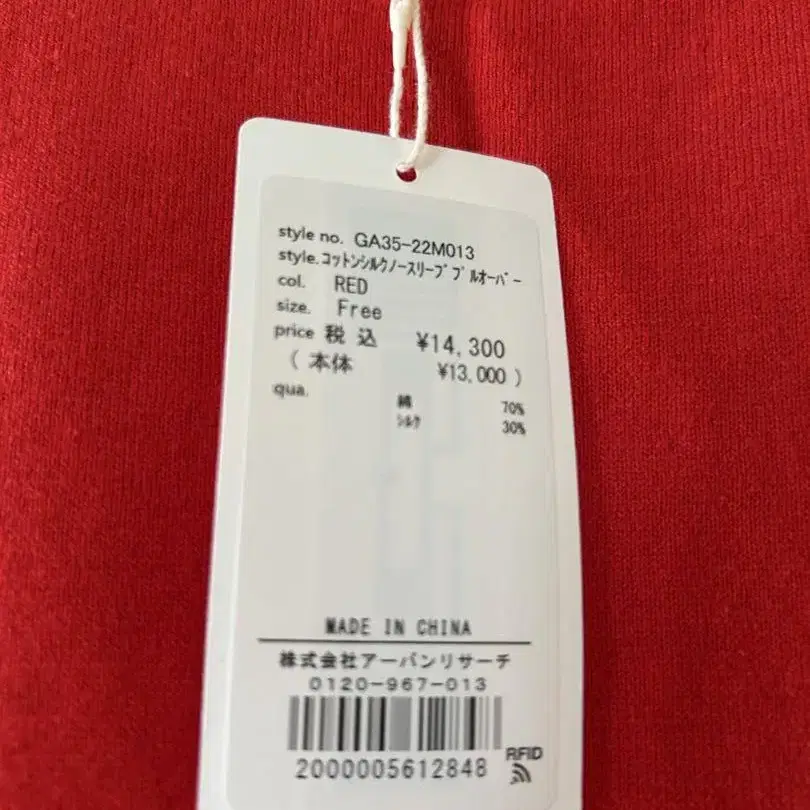 style no. GA35-22M013
style. ｺｯﾄﾝｼﾙｸﾉｰｽﾘｰﾌﾞﾌﾟﾙｵｰﾊﾞｰ
col. RED
size. Free
price 税込 ¥14,300
(本体 ¥13,000)
qua. 綿 70%
ｼﾙｸ 30%
MADE IN CHINA
株式会社アーバンリサーチ
0120-967-013
2000005612848 RFID